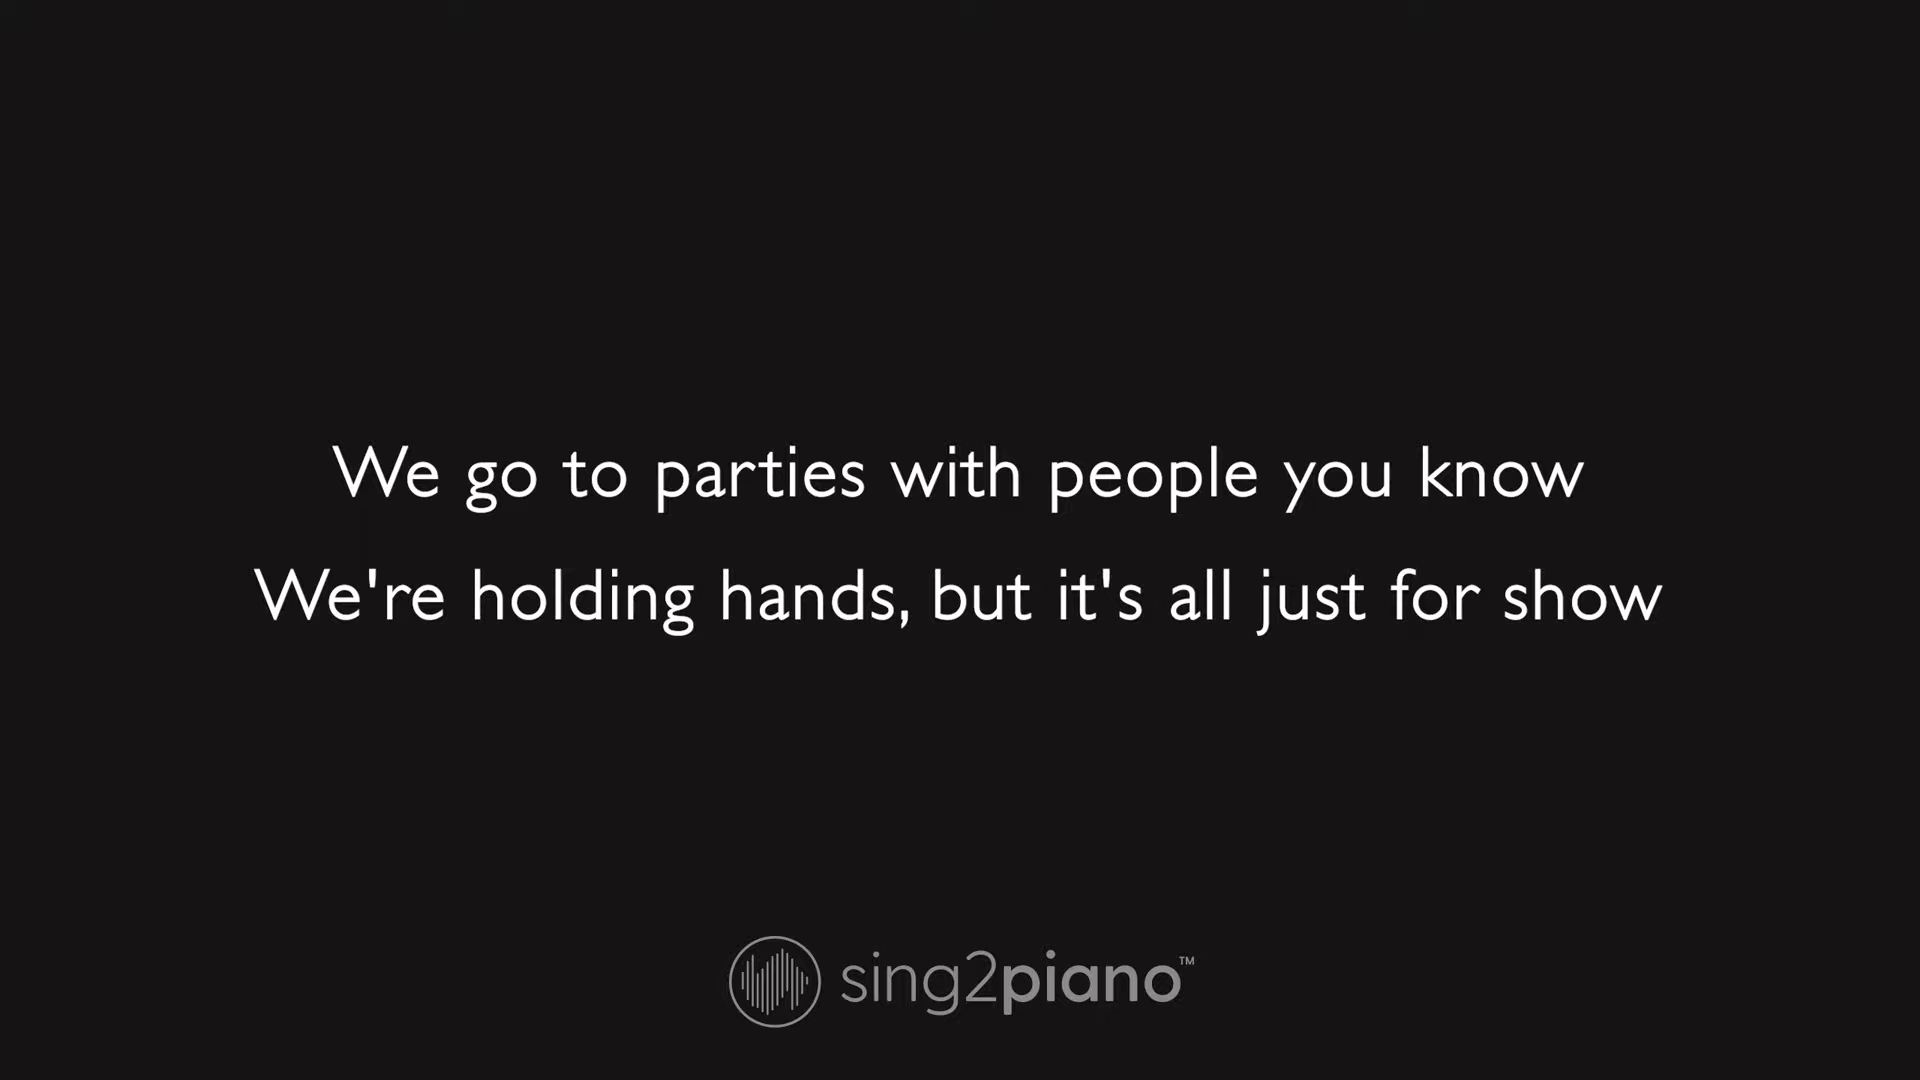 We go to parties with people you know
We're holding hands, but it's all just for show
sing2piano™